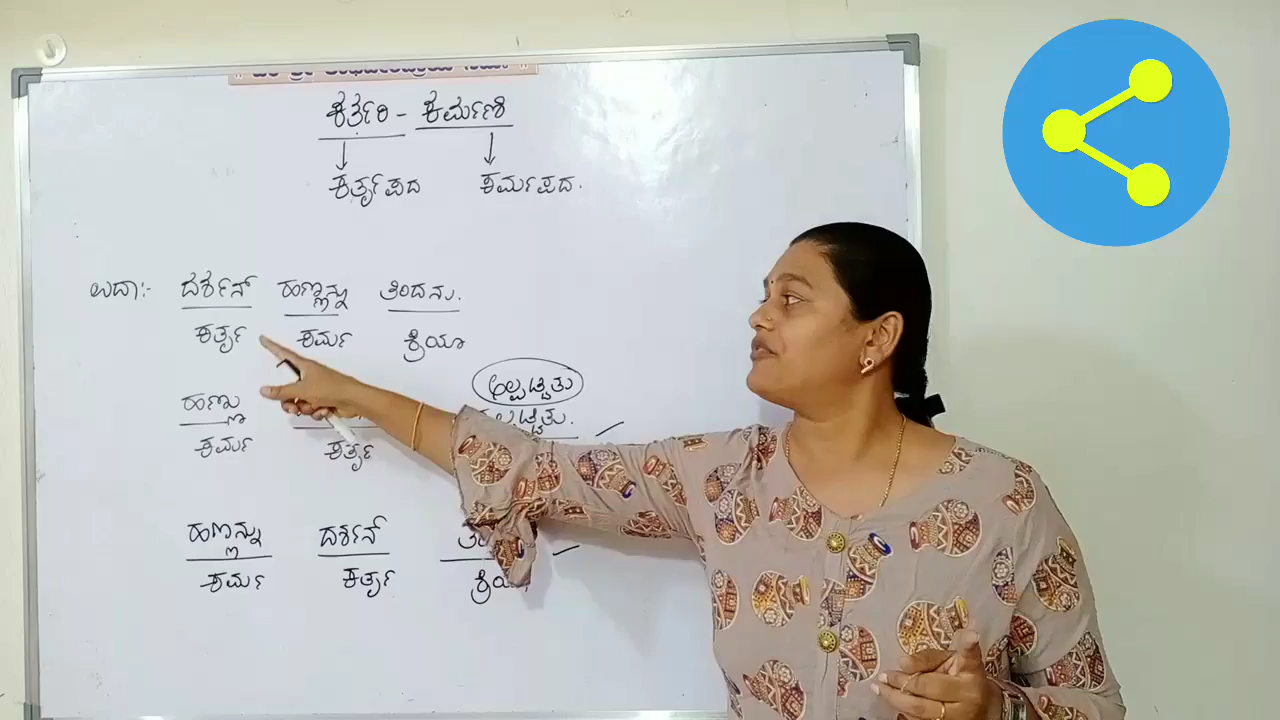 ಕರ್ತರಿ - ಕರ್ಮಣಿ
ಕರ್ತೃಪದ ಕರ್ಮಪದ.
ಉದಾ:- ದರ್ಶನ್ ಹಣ್ಣನ್ನು ತಿಂದನು.
ಕರ್ತೃ ಕರ್ಮ ಕ್ರಿಯಾ
ಅಲ್ಪಟ್ಟಿತು
ಹಣ್ಣು
ಕರ್ಮ ಕರ್ತೃ
ಹಣ್ಣನ್ನು ದರ್ಶನ್
ಕರ್ಮ ಕರ್ತೃ